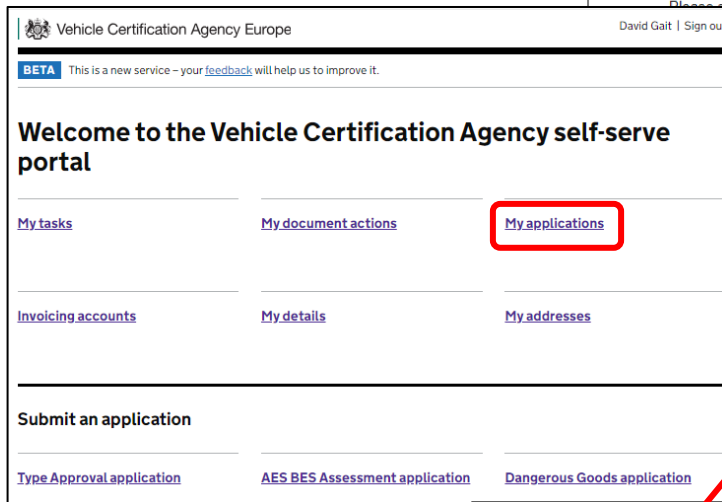 Vehicle Certification Agency Europe
David Gait | Sign ou
BETA This is a new service – your feedback will help us to improve it.
Welcome to the Vehicle Certification Agency self-serve
portal
My tasks
My document actions
My applications
Invoicing accounts
My details
My addresses
Submit an application
Type Approval application
AES BES Assessment application
Dangerous Goods application